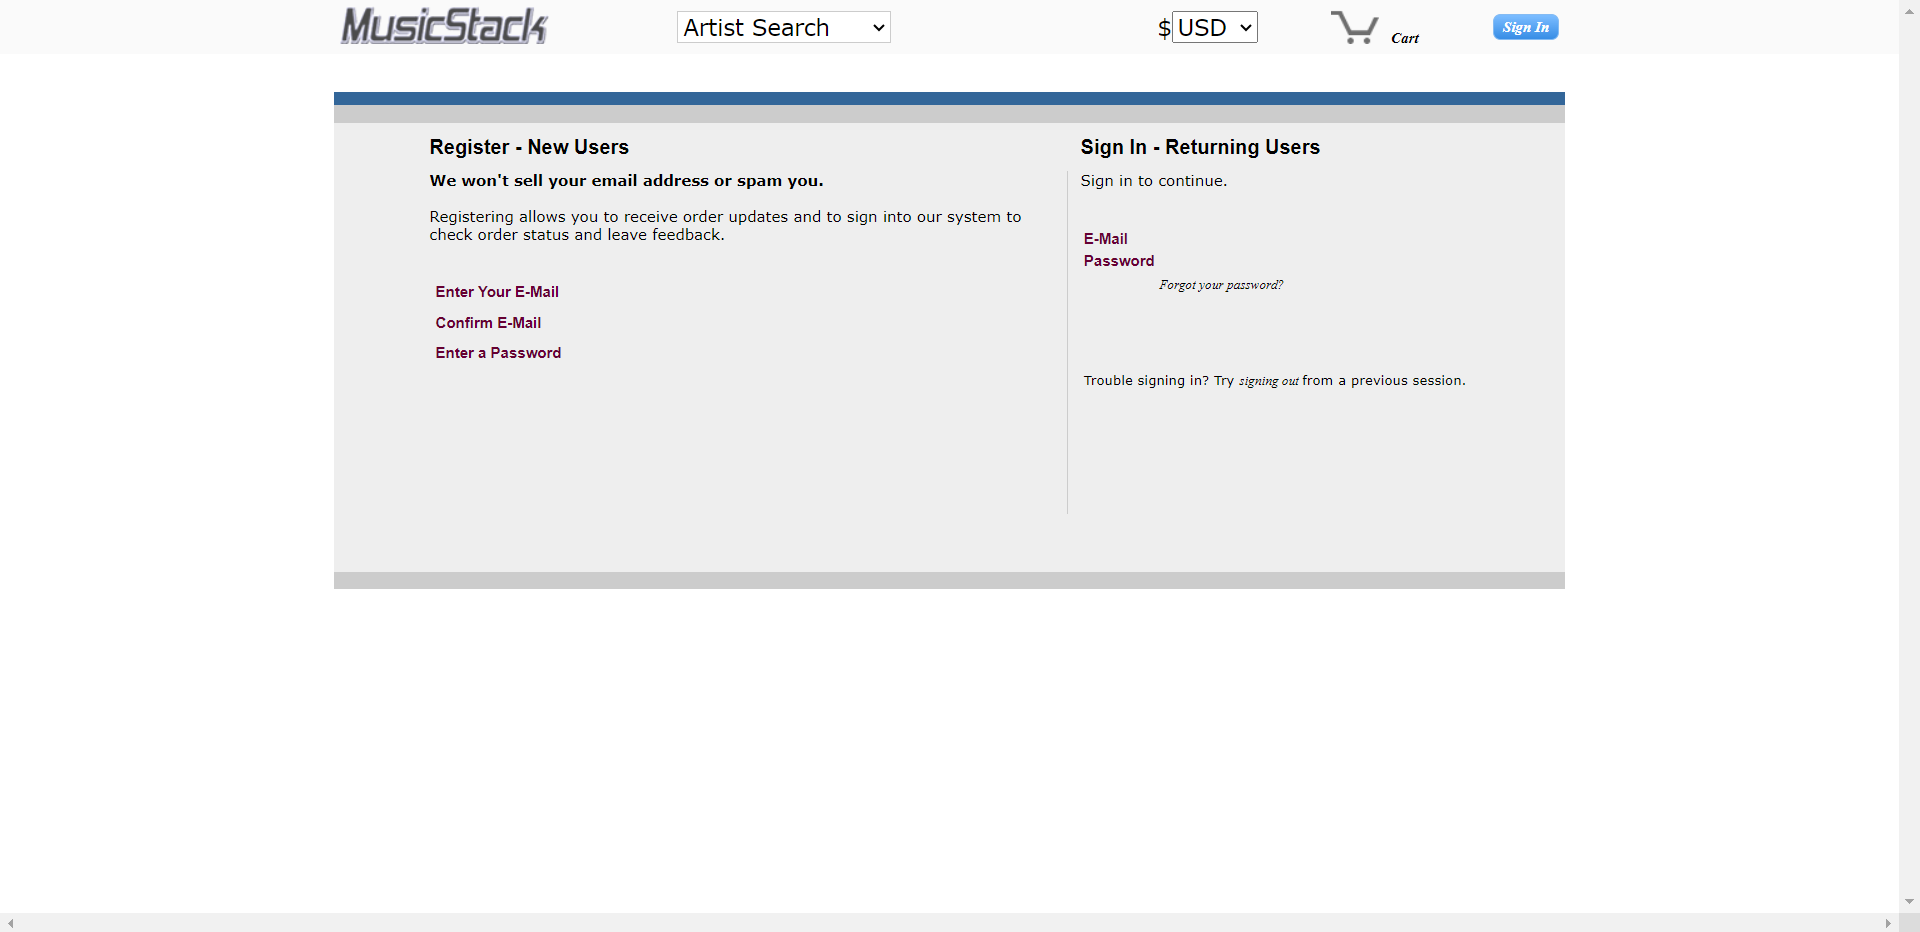 MusicStack
Artist Search
$ USD
Cart
Sign In
Register - New Users
We won't sell your email address or spam you.
Registering allows you to receive order updates and to sign into our system to
check order status and leave feedback.
Enter Your E-Mail
Confirm E-Mail
Enter a Password
Sign In - Returning Users
Sign in to continue.
E-Mail
Password
Forgot your password?
Trouble signing in? Try signing out from a previous session.